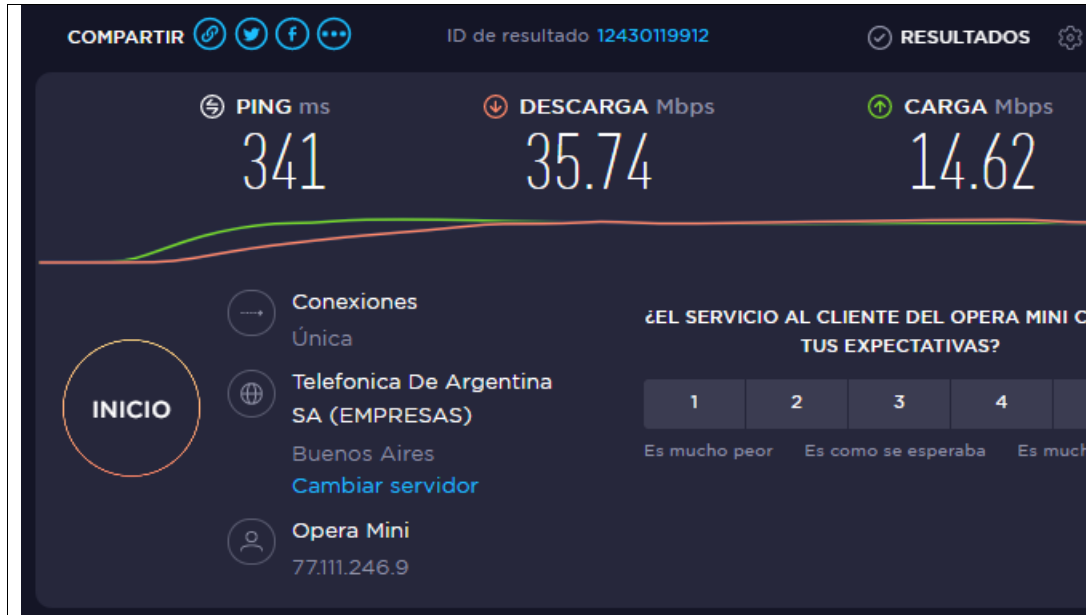 COMPARTIR
ID de resultado 12430119912
RESULTADOS
PING ms
DESCARGA Mbps
CARGA Mbps
341
35.74
14.62
Conexiones
Única
Telefonica De Argentina
SA (EMPRESAS)
Buenos Aires
Cambiar servidor
Opera Mini
77.111.246.9
INICIO
¿EL SERVICIO AL CLIENTE DEL OPERA MINI C
TUS EXPECTATIVAS?
1 2 3 4
Es mucho peor Es como se esperaba Es much